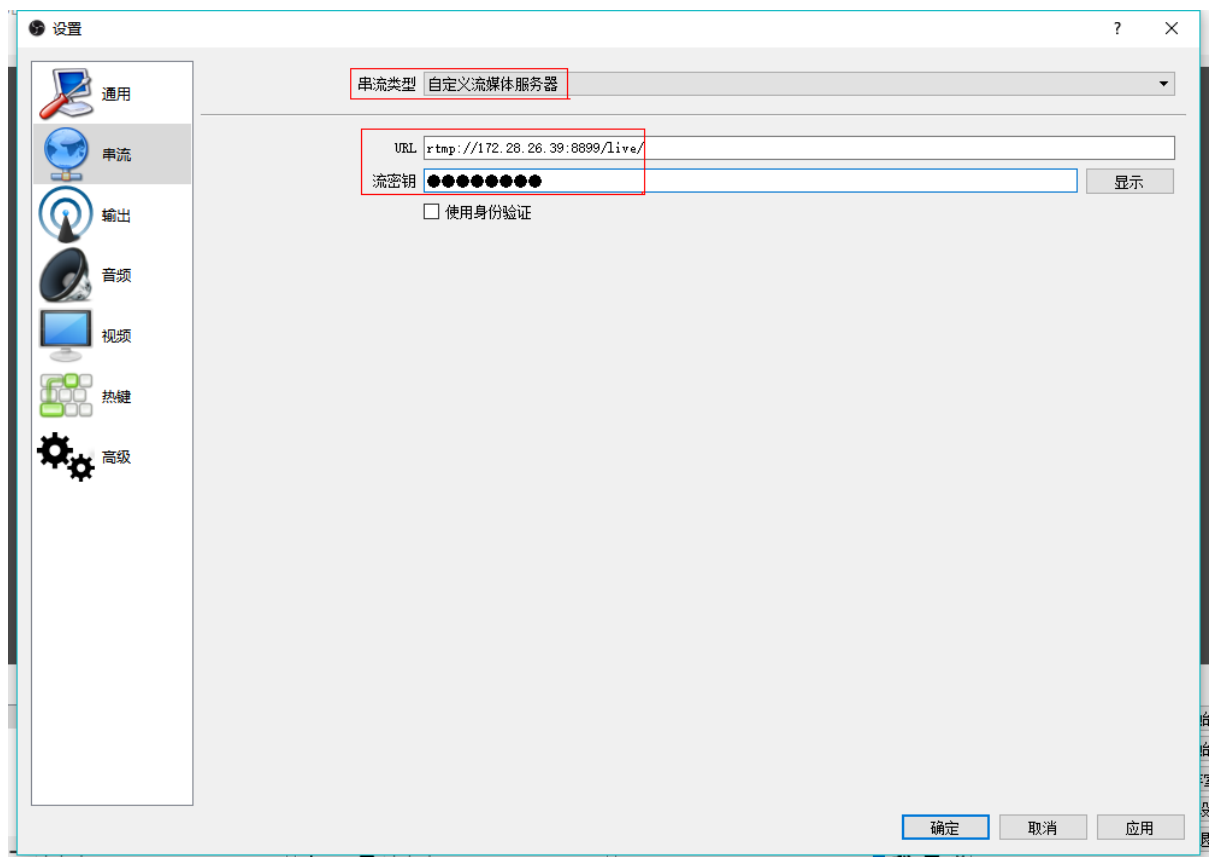 设置
?
通用
串流
输出
音频
视频
热键
高级
串流类型 自定义流媒体服务器
URL rtmp://172.28.26.39:8899/live/
流密钥 ●●●●●●●● 显示
使用身份验证
确定 取消 应用